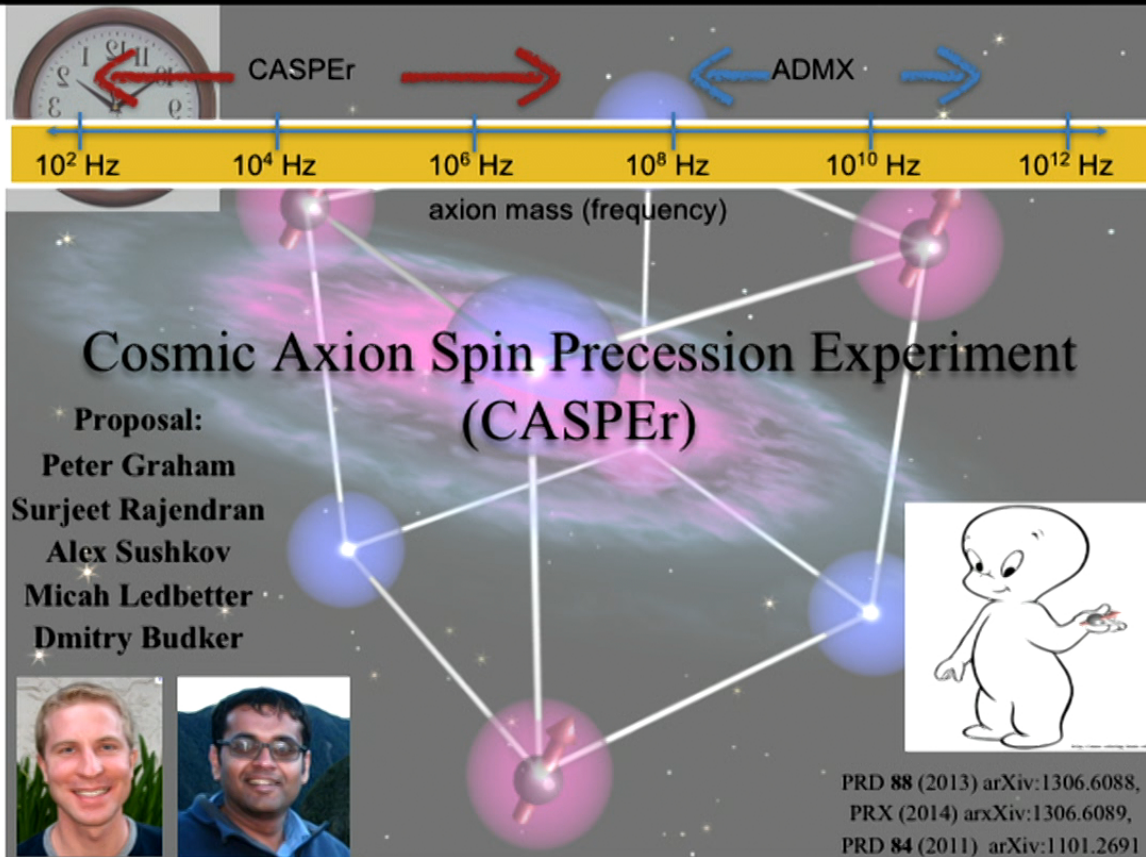 CASPEr
ADMX
10² Hz
10⁴ Hz
10⁶ Hz
10⁸ Hz
10¹⁰ Hz
10¹² Hz
axion mass (frequency)
Cosmic Axion Spin Precession Experiment
(CASPEr)
Proposal:
Peter Graham
Surjeet Rajendran
Alex Sushkov
Micah Ledbetter
Dmitry Budker
PRD 88 (2013) arXiv:1306.6088,
PRX (2014) arxXiv:1306.6089,
PRD 84 (2011) arXiv:1101.2691